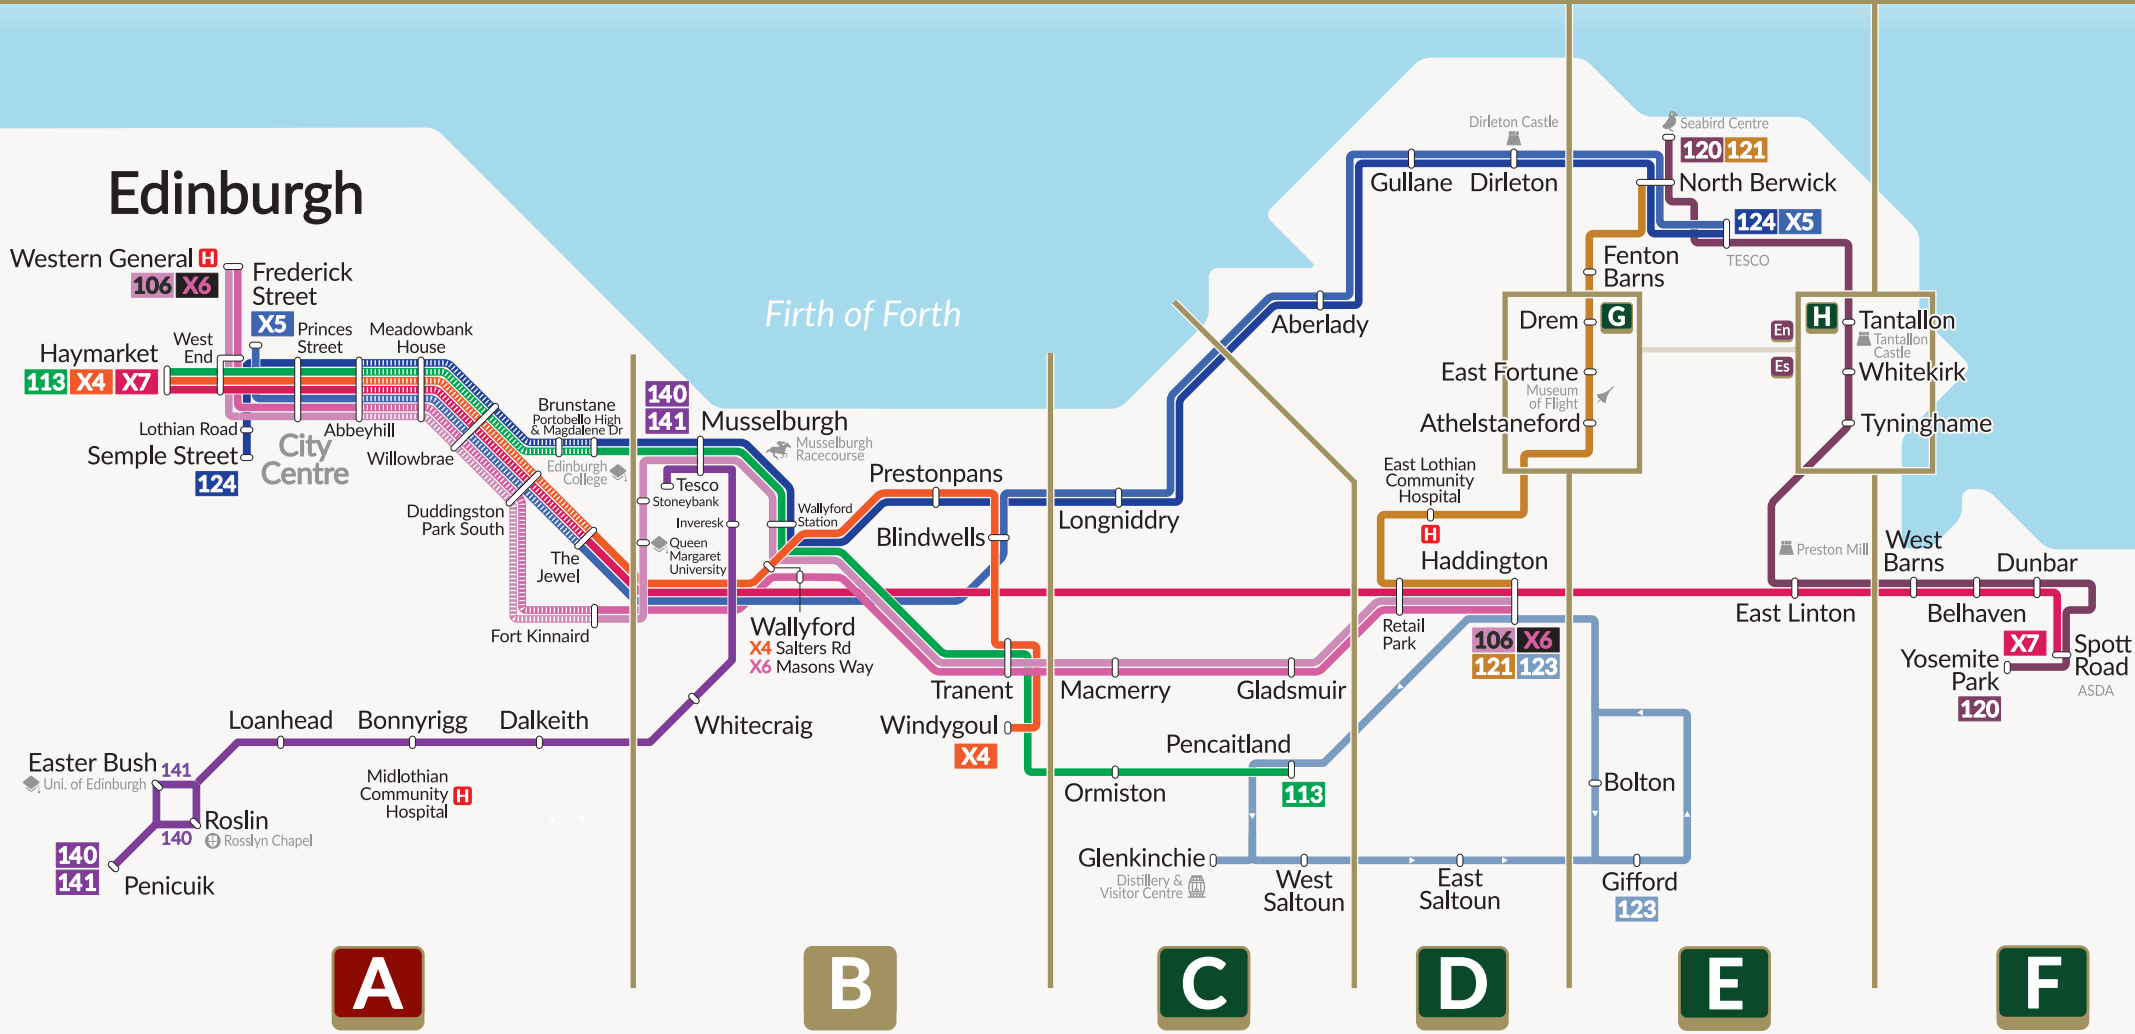 Edinburgh
Western General H
106 X6
Frederick
Street
X5
West
End
Princes
Street
Meadowbank
House
Haymarket
113 X4 X7
Lothian Road
Semple Street
124
City
Centre
Abbeyhill
Willowbrae
Duddingston
Park South
The
Jewel
Fort Kinnaird
Brunstane
Portobello High
& Magdalene Dr
Edinburgh
College
140
141
Musselburgh
Musselburgh
Racecourse
Tesco
Stoneybank
Inveresk
Queen
Margaret
University
Wallyford
Station
Wallyford
X4 Salters Rd
X6 Masons Way
Whitecraig
Loanhead
Bonnyrigg
Dalkeith
Midlothian
Community
Hospital
H
Easter Bush
Uni. of Edinburgh
141
140
Roslin
Rosslyn Chapel
140
141
Penicuik
Firth of Forth
Prestonpans
Blindwells
Tranent
Windygoul
X4
Longniddry
Macmerry
Gladsmuir
Pencaitland
113
Ormiston
Glenkinchie
Distillery &
Visitor Centre
West
Saltoun
East
Saltoun
Bolton
Gifford
123
Aberlady
Gullane
Dirleton
Dirleton Castle
Seabird Centre
120 121
North Berwick
124 X5
TESCO
Fenton
Barns
Drem
G
East Fortune
Museum
of Flight
Athelstaneford
East Lothian
Community
Hospital
H
Haddington
Retail
Park
106 X6
121 123
En
Es
H
Tantallon
Tantallon
Castle
Whitekirk
Tyninghame
Preston Mill
East Linton
West
Barns
Belhaven
Dunbar
X7
Spott
Road
ASDA
Yosemite
Park
120
A
B
C
D
E
F